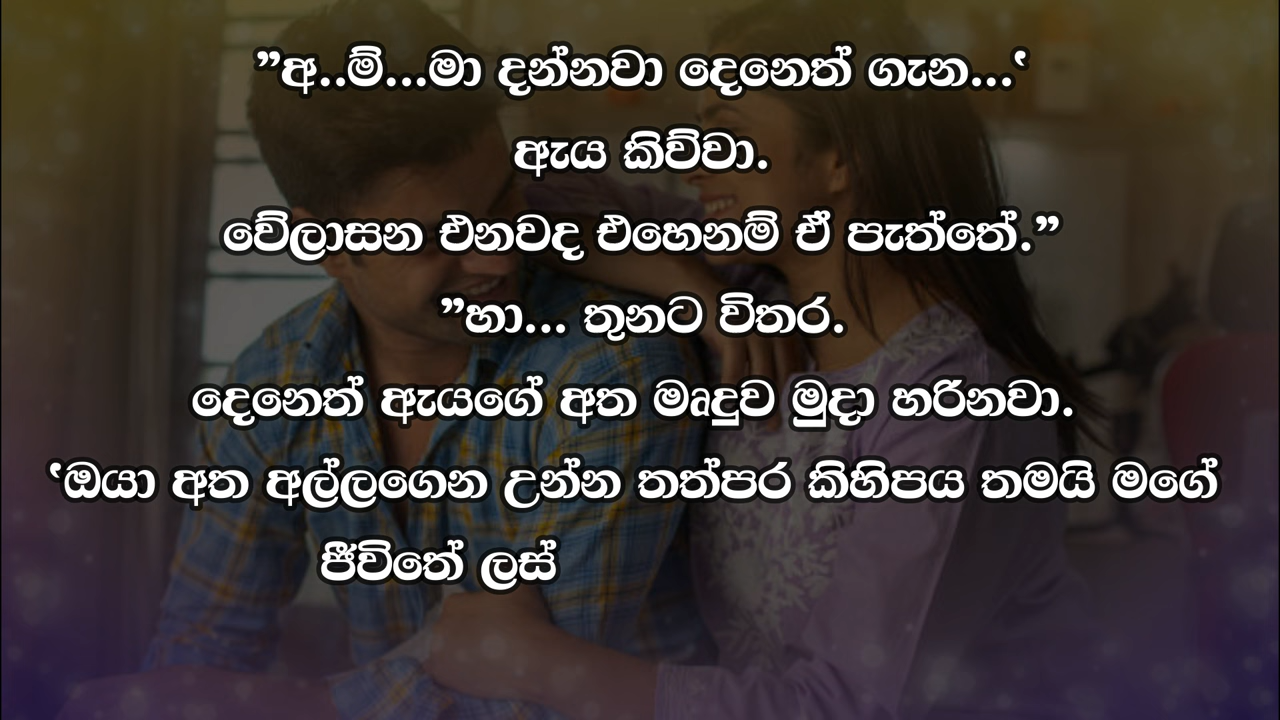 ”අ..ම්...මා දන්නවා දෙනෙත් ගැන...‛
ඇය කිව්වා.
වේලාසන එනවද එහෙනම් ඒ පැත්තේ.”
”හා... තුනට විතර.
දෙනෙත් ඇයගේ අත මෘදුව මුදා හරිනවා.
‛ඔයා අත අල්ලගෙන උන්න තත්පර කිහිපය තමයි මගේ
ජීවිතේ ලස්